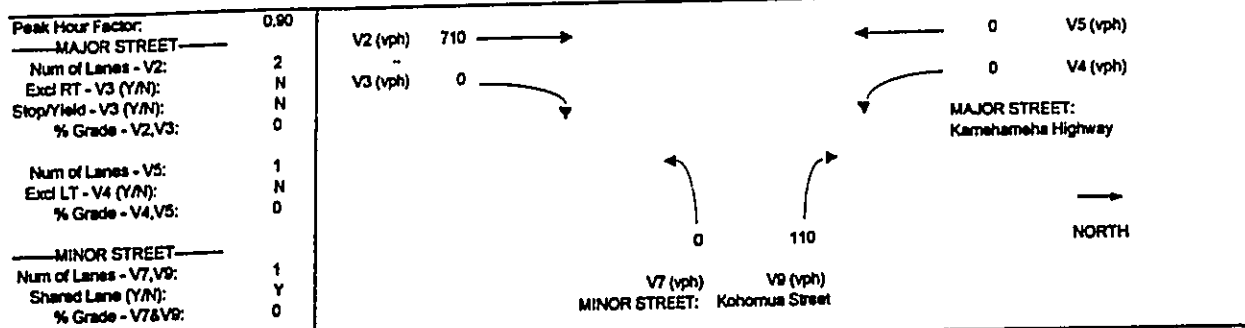 Peak Hour Factor: 0.90
MAJOR STREET
Num of Lanes - V2: 2
Excl RT - V3 (Y/N): N
Stop/Yield - V3 (Y/N): N
% Grade - V2,V3: 0
Num of Lanes - V5: 1
Excl LT - V4 (Y/N): N
% Grade - V4,V5: 0
MINOR STREET
Num of Lanes - V7,V9: 1
Shared Lane (Y/N): Y
% Grade - V7&V9: 0
V2 (vph) 710
V3 (vph) 0
0 V5 (vph)
0 V4 (vph)
MAJOR STREET:
Kamehameha Highway
NORTH
0 110
V7 (vph) V9 (vph)
MINOR STREET: Kohomua Street